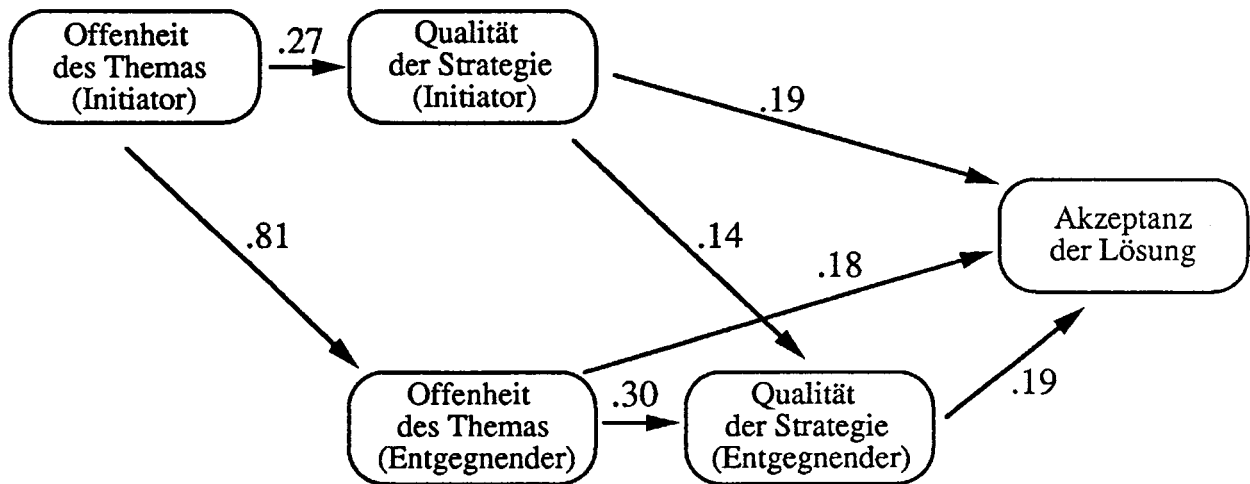 Offenheit
des Themas
(Initiator)
.27
Qualität
der Strategie
(Initiator)
.19
Akzeptanz
der Lösung
.81
.14
.18
Offenheit
des Themas
(Entgegnender)
.30
Qualität
der Strategie
(Entgegnender)
.19